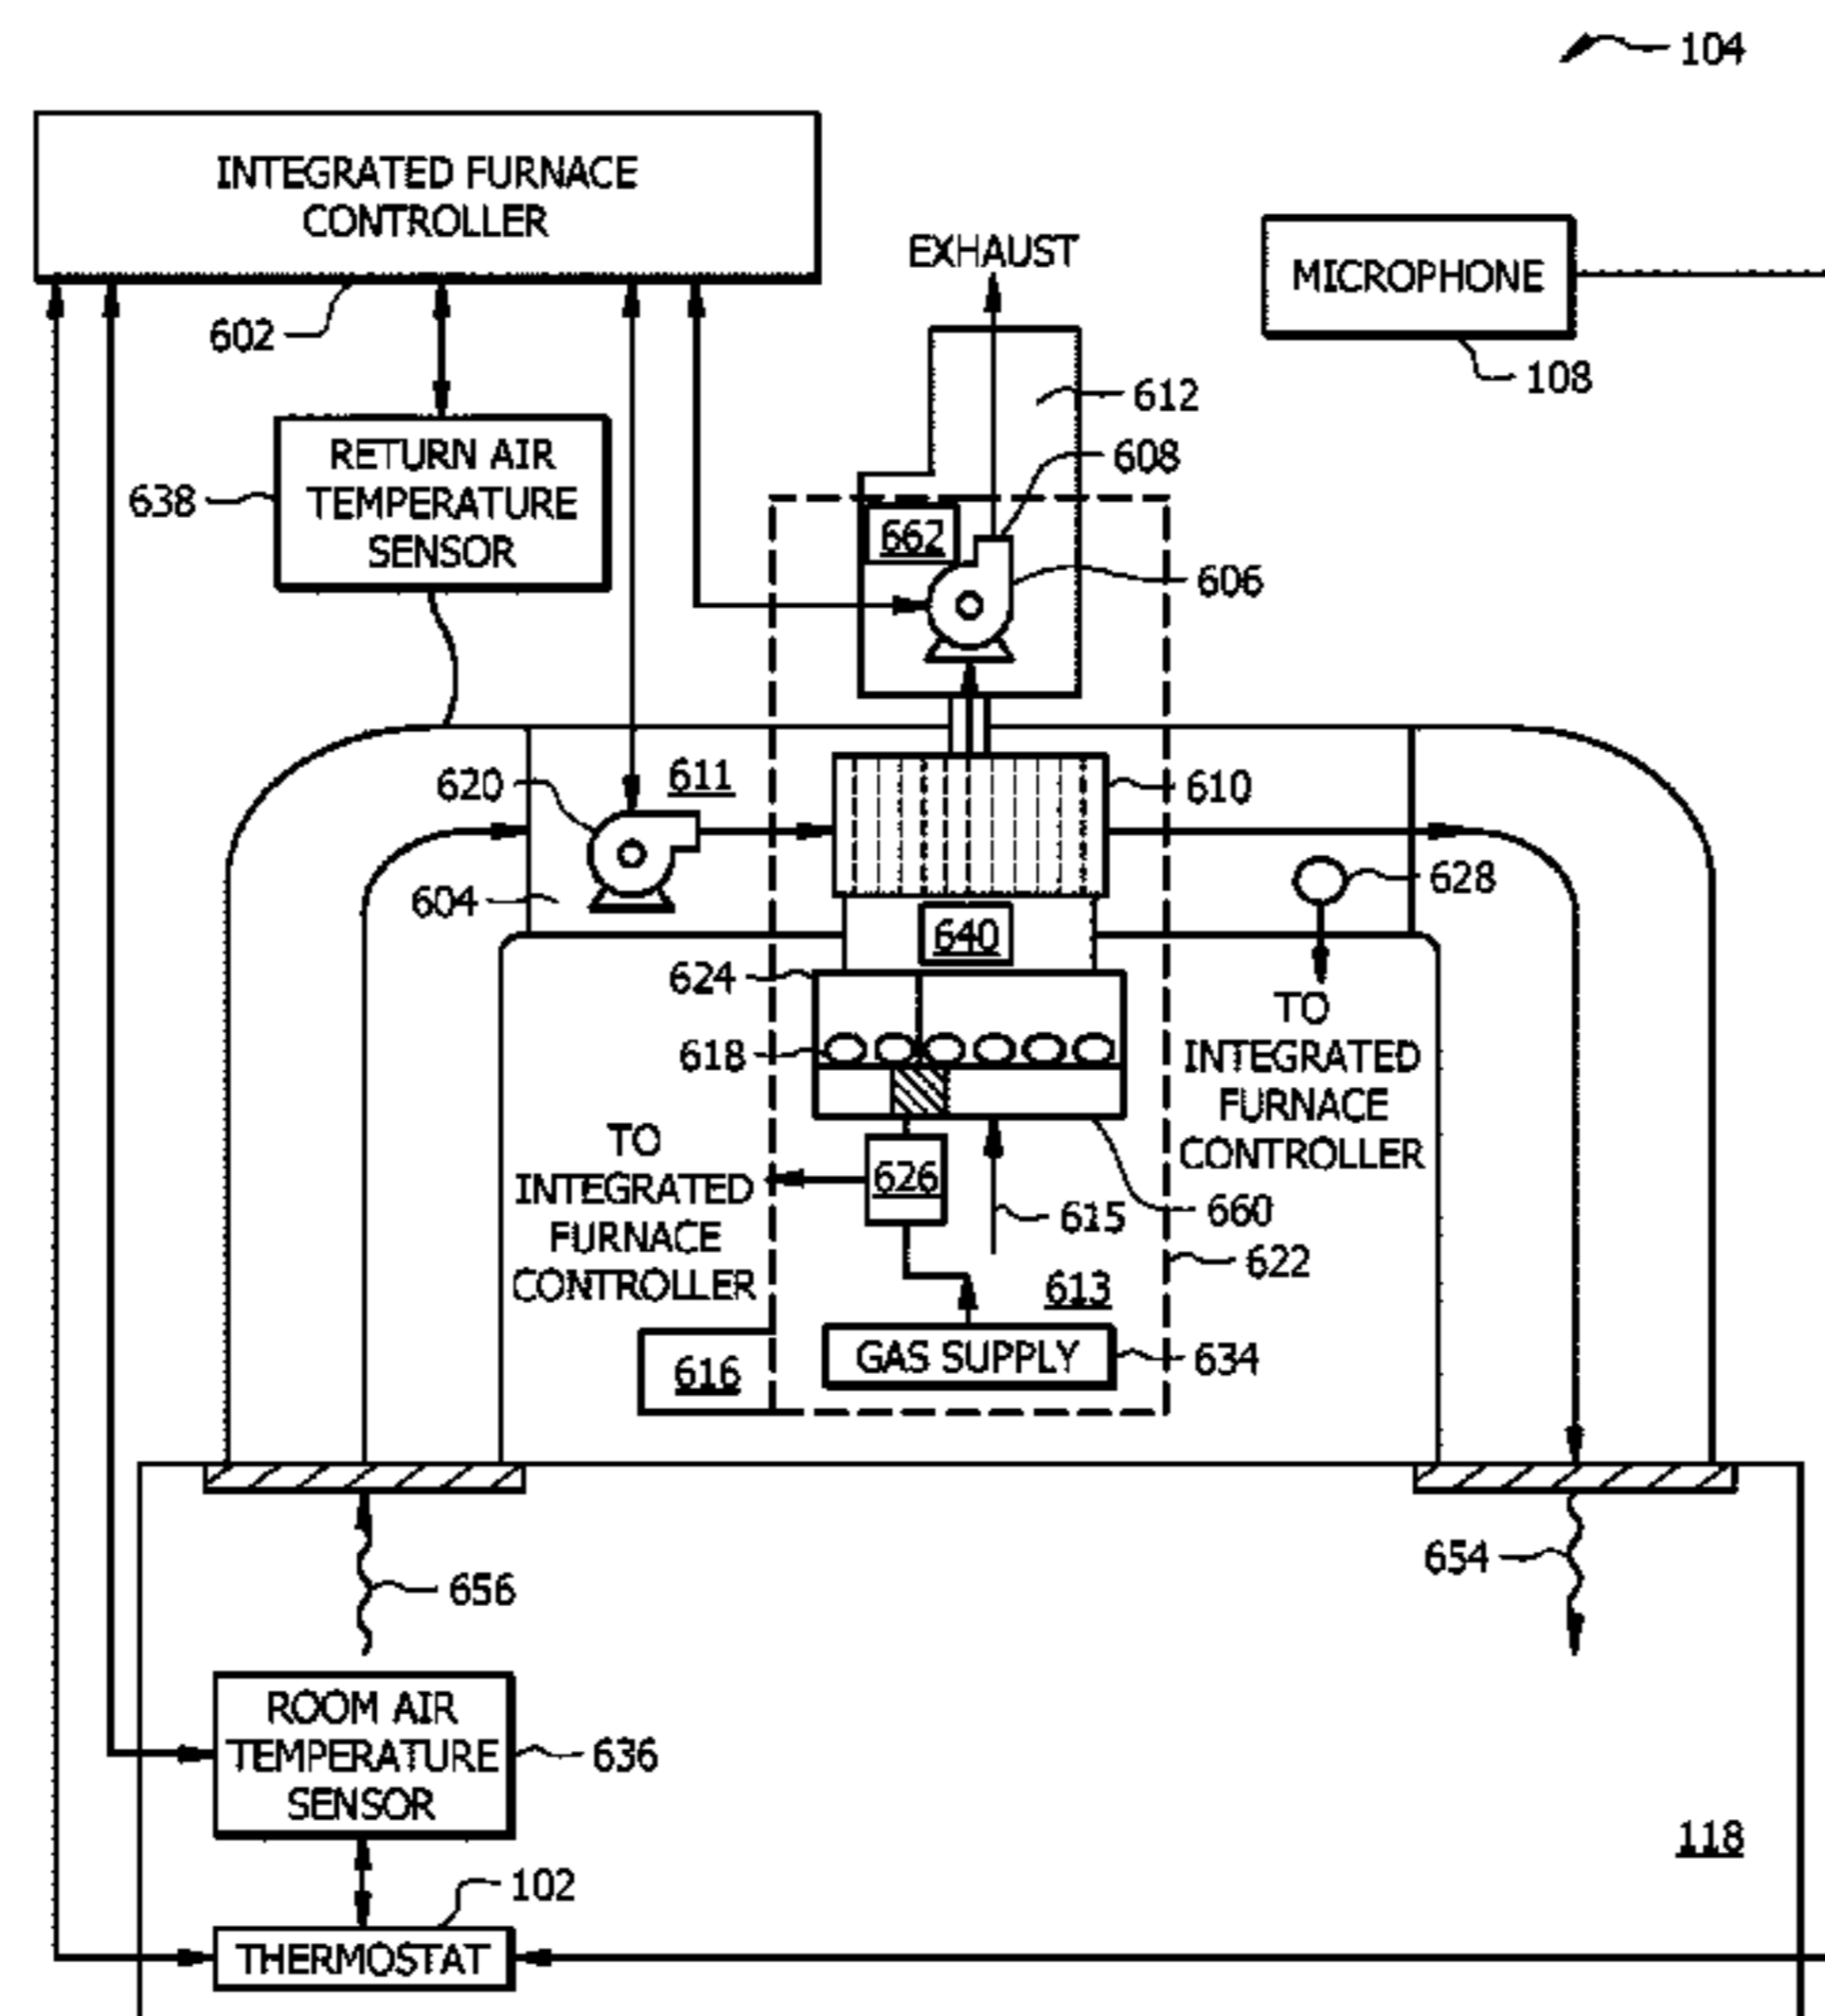 104
INTEGRATED FURNACE
CONTROLLER
602
EXHAUST
MICROPHONE
108
612
608
RETURN AIR
TEMPERATURE
SENSOR
638
662
606
620
611
610
604
628
640
624
618
TO
INTEGRATED
FURNACE
CONTROLLER
TO
INTEGRATED
FURNACE
CONTROLLER
626
615
660
622
613
616
GAS SUPPLY
634
656
654
ROOM AIR
TEMPERATURE
SENSOR
636
118
102
THERMOSTAT